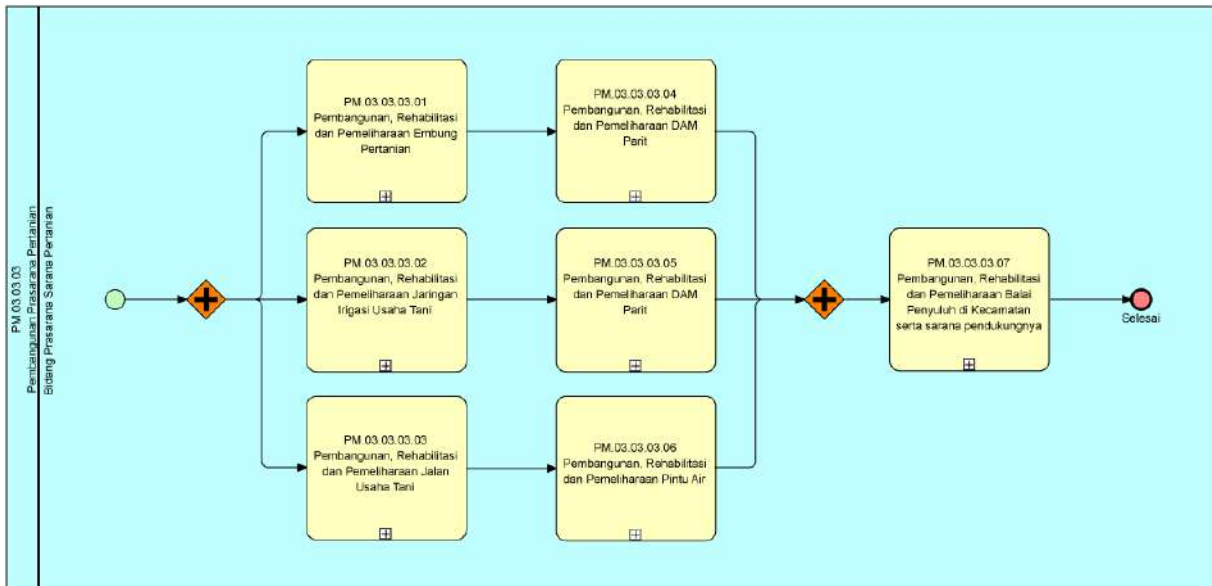 PM.03.03.03
Pembangunan Prasarana Pertanian
Bidang Prasarana Sarana Pertanian
PM.03.03.03.01
Pembangunan, Rehabilitasi
dan Pemeliharaan Embung
Pertanian
PM.03.03.03.04
Pembangunan, Rehabilitasi
dan Pemeliharaan DAM
Parit
PM.03.03.03.02
Pembangunan, Rehabilitasi
dan Pemeliharaan Jaringan
Irigasi Usaha Tani
PM.03.03.03.05
Pembangunan, Rehabilitasi
dan Pemeliharaan DAM
Parit
PM.03.03.03.07
Pembangunan, Rehabilitasi
dan Pemeliharaan Balai
Penyuluh di Kecamatan
serta sarana pendukungnya
Selesai
PM.03.03.03.03
Pembangunan, Rehabilitasi
dan Pemeliharaan Jalan
Usaha Tani
PM.03.03.03.06
Pembangunan, Rehabilitasi
dan Pemeliharaan Pintu Air